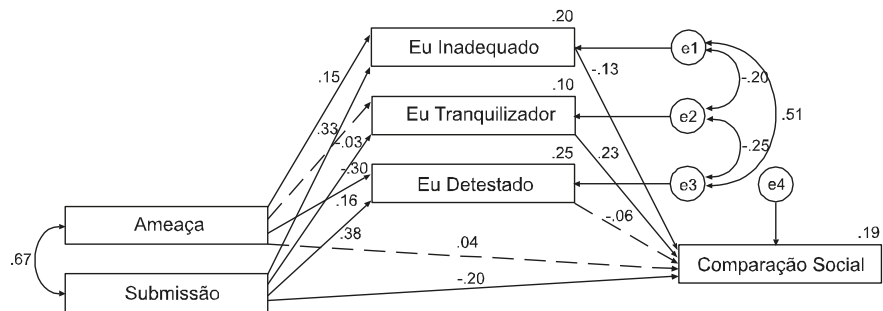 .20
Eu Inadequado
e1
.15
-.13
-.20
.10
.33
Eu Tranquilizador
e2
.51
-.03
.23
-.25
.25
-.30
Eu Detestado
e3
e4
.16
-.06
Ameaça
.38
.04
.19
.67
Comparação Social
-.20
Submissão